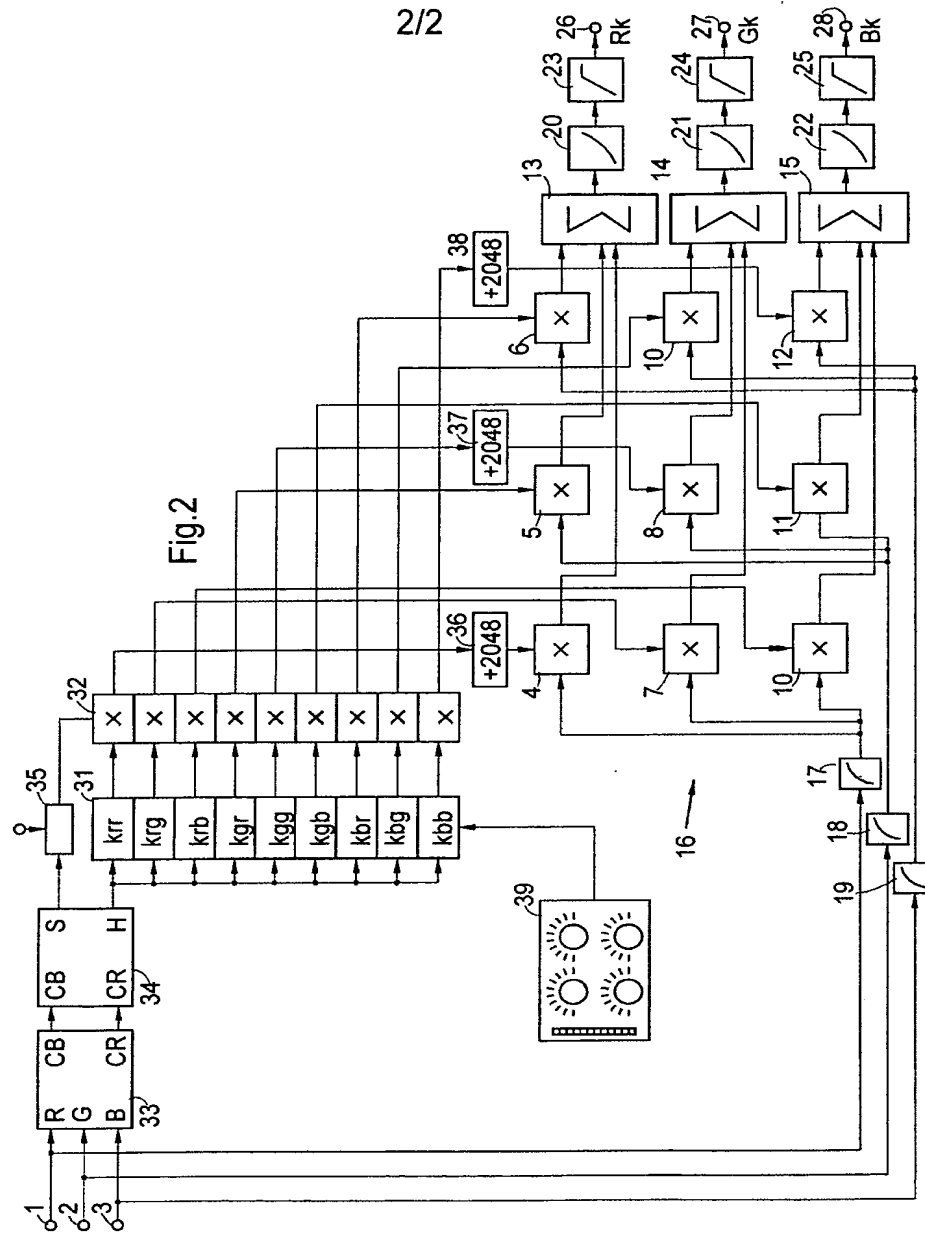 2/2
Fig.2
1
2
3
R
G
B
CB
CR
33
CB
CR
S
H
34
35
31
krr
krg
krb
kgr
kgg
kgb
kbr
kbg
kbb
32
×
×
×
×
×
×
×
×
×
39
36
+2048
37
+2048
38
+2048
4
×
5
×
6
×
7
×
8
×
10
×
10
×
11
×
12
×
13
Σ
14
Σ
15
Σ
16
17
18
19
20
21
22
23
24
25
26
Rk
27
Gk
28
Bk